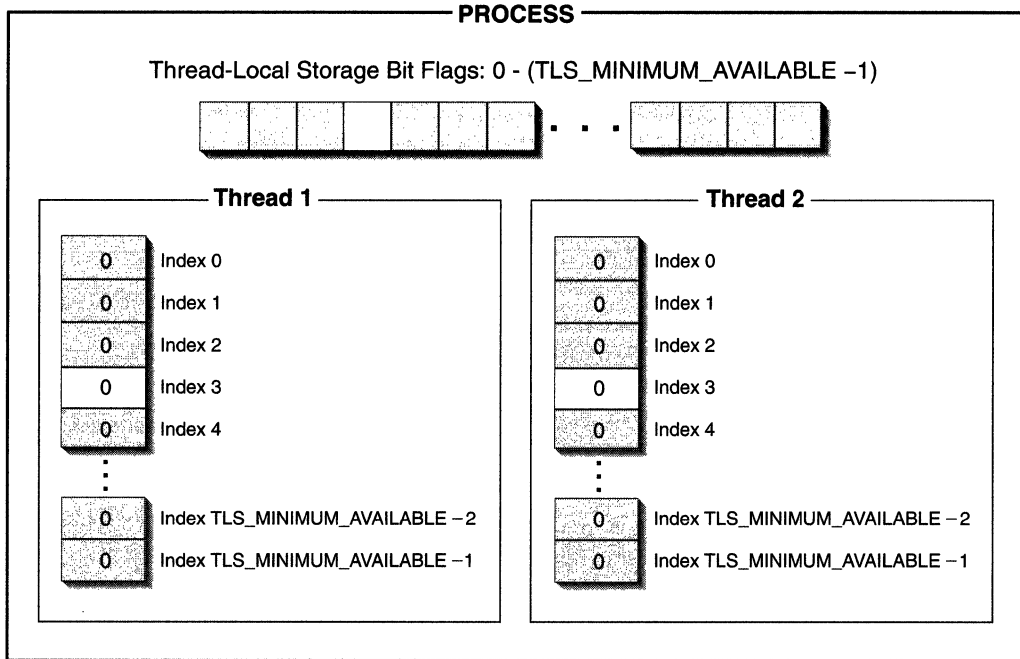 PROCESS
Thread-Local Storage Bit Flags: 0 - (TLS_MINIMUM_AVAILABLE −1)
. . .
Thread 1
0 Index 0
0 Index 1
0 Index 2
0 Index 3
0 Index 4
0 Index TLS_MINIMUM_AVAILABLE −2
0 Index TLS_MINIMUM_AVAILABLE −1
Thread 2
0 Index 0
0 Index 1
0 Index 2
0 Index 3
0 Index 4
0 Index TLS_MINIMUM_AVAILABLE −2
0 Index TLS_MINIMUM_AVAILABLE −1